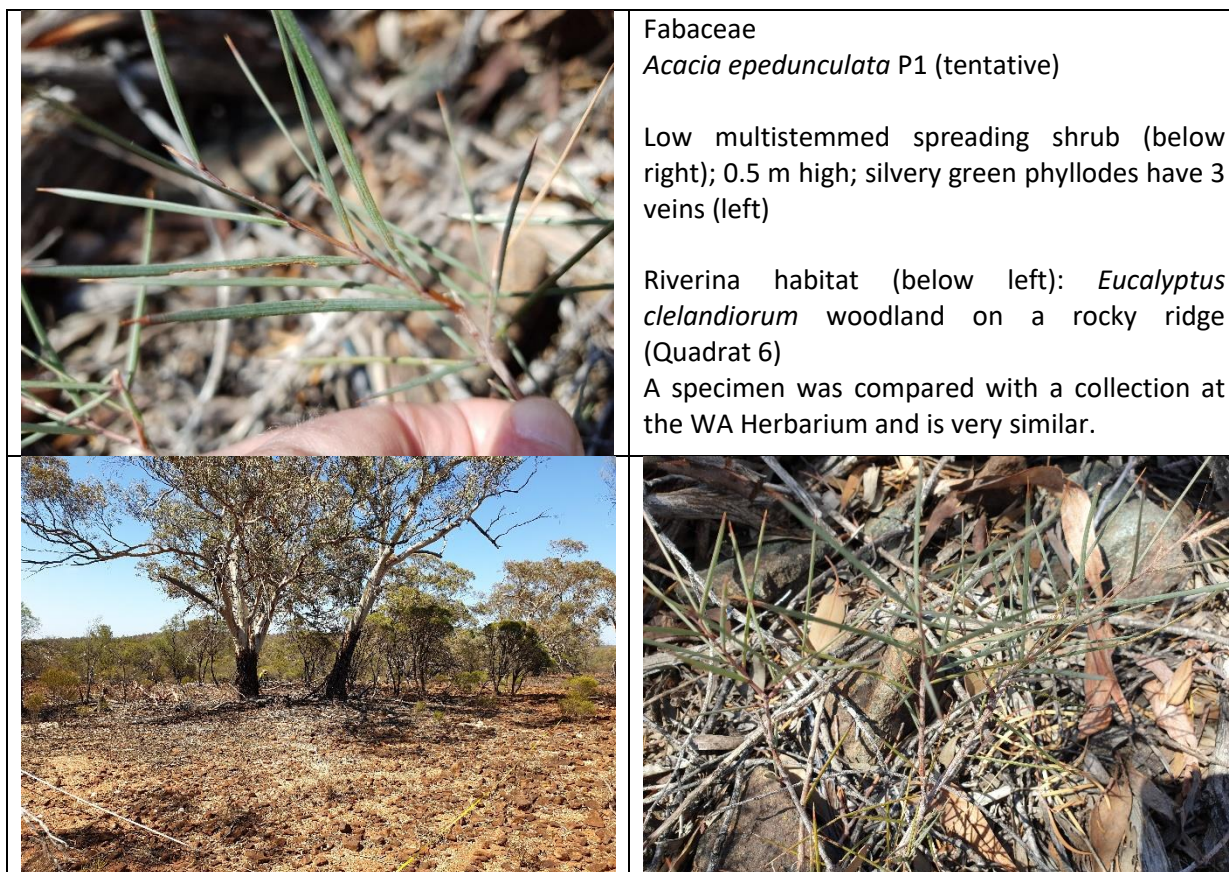 Fabaceae
Acacia epedunculata P1 (tentative)
Low multistemmed spreading shrub (below
right); 0.5 m high; silvery green phyllodes have 3
veins (left)
Riverina habitat (below left): Eucalyptus
clelandiorum woodland on a rocky ridge
(Quadrat 6)
A specimen was compared with a collection at
the WA Herbarium and is very similar.